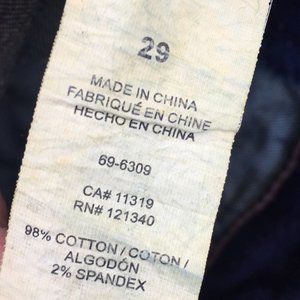 29
MADE IN CHINA
FABRIQUÉ EN CHINE
HECHO EN CHINA
69-6309
CA# 11319
RN# 121340
98% COTTON / COTON /
ALGODÓN
2% SPANDEX